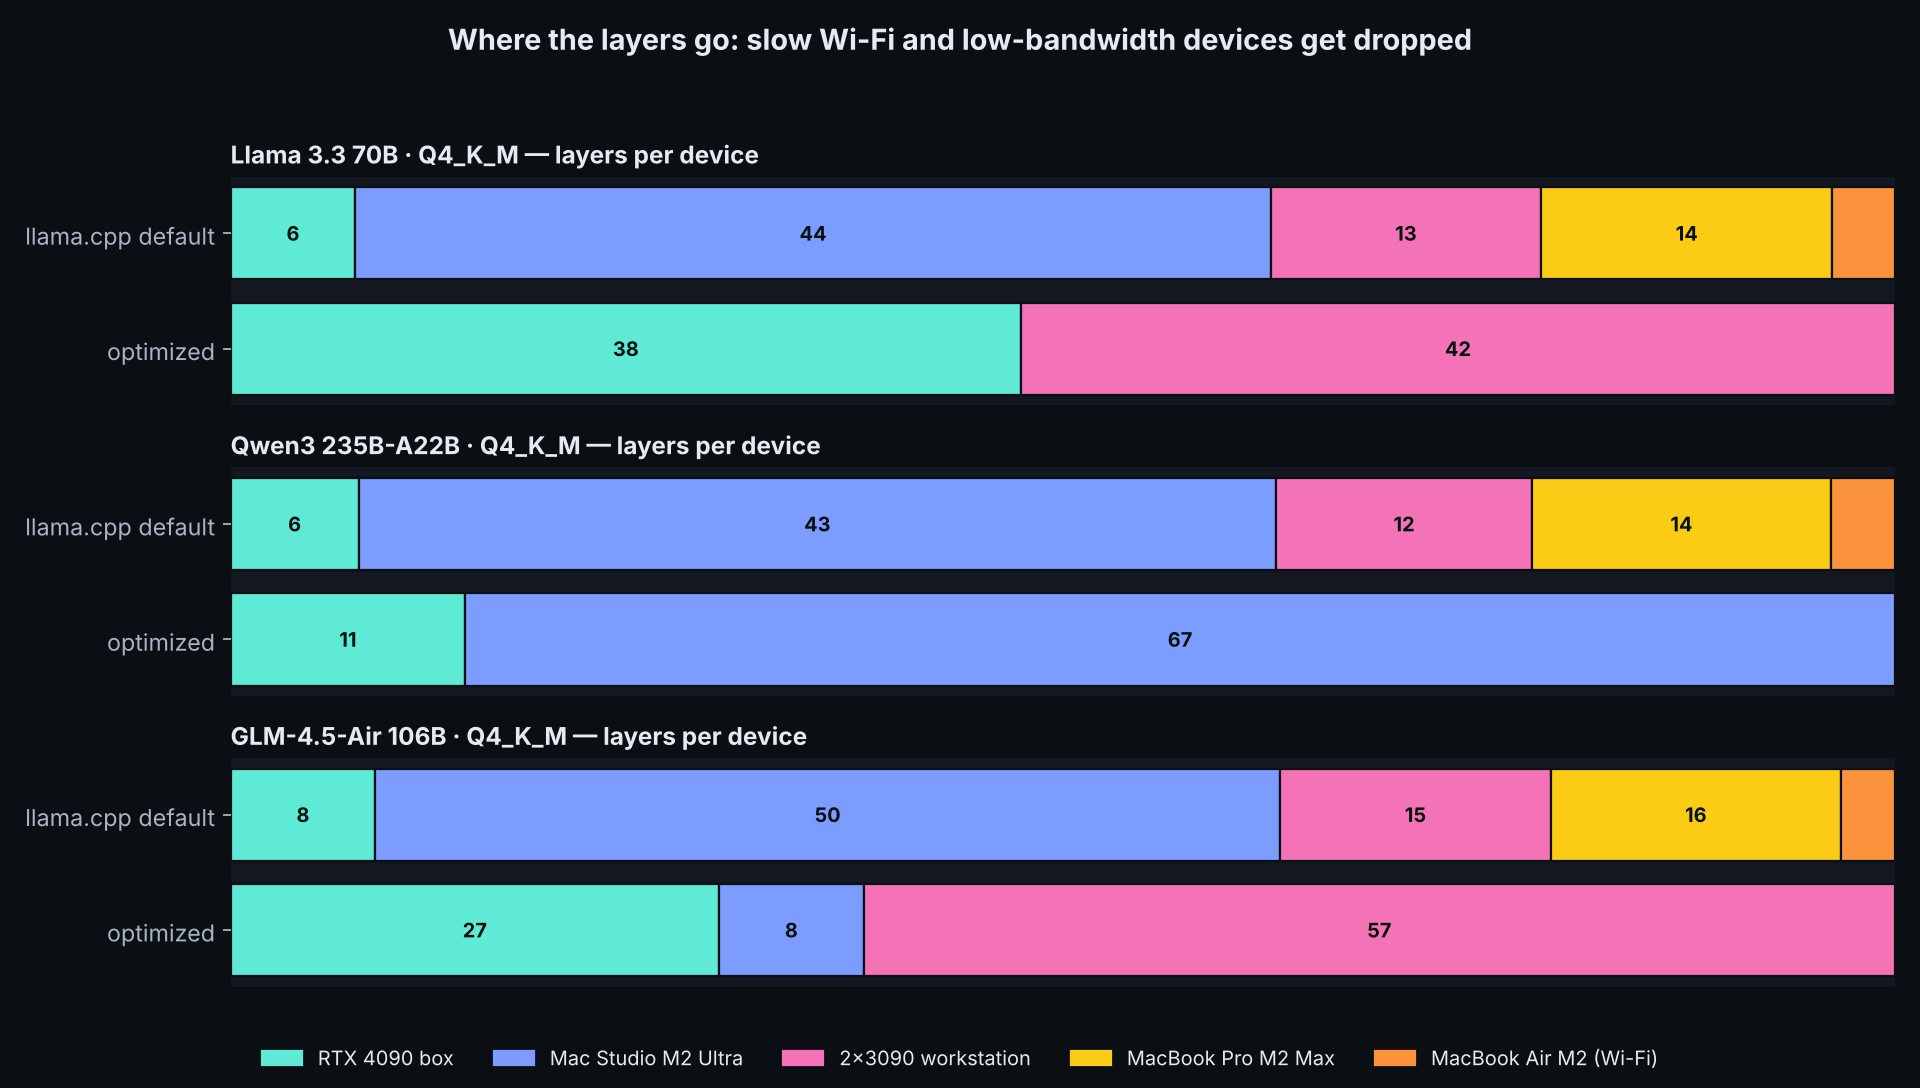 Where the layers go: slow Wi-Fi and low-bandwidth devices get dropped
Llama 3.3 70B · Q4_K_M — layers per device
llama.cpp default
6 44 13 14
optimized
38 42
Qwen3 235B-A22B · Q4_K_M — layers per device
llama.cpp default
6 43 12 14
optimized
11 67
GLM-4.5-Air 106B · Q4_K_M — layers per device
llama.cpp default
8 50 15 16
optimized
27 8 57
RTX 4090 box Mac Studio M2 Ultra 2×3090 workstation MacBook Pro M2 Max MacBook Air M2 (Wi-Fi)